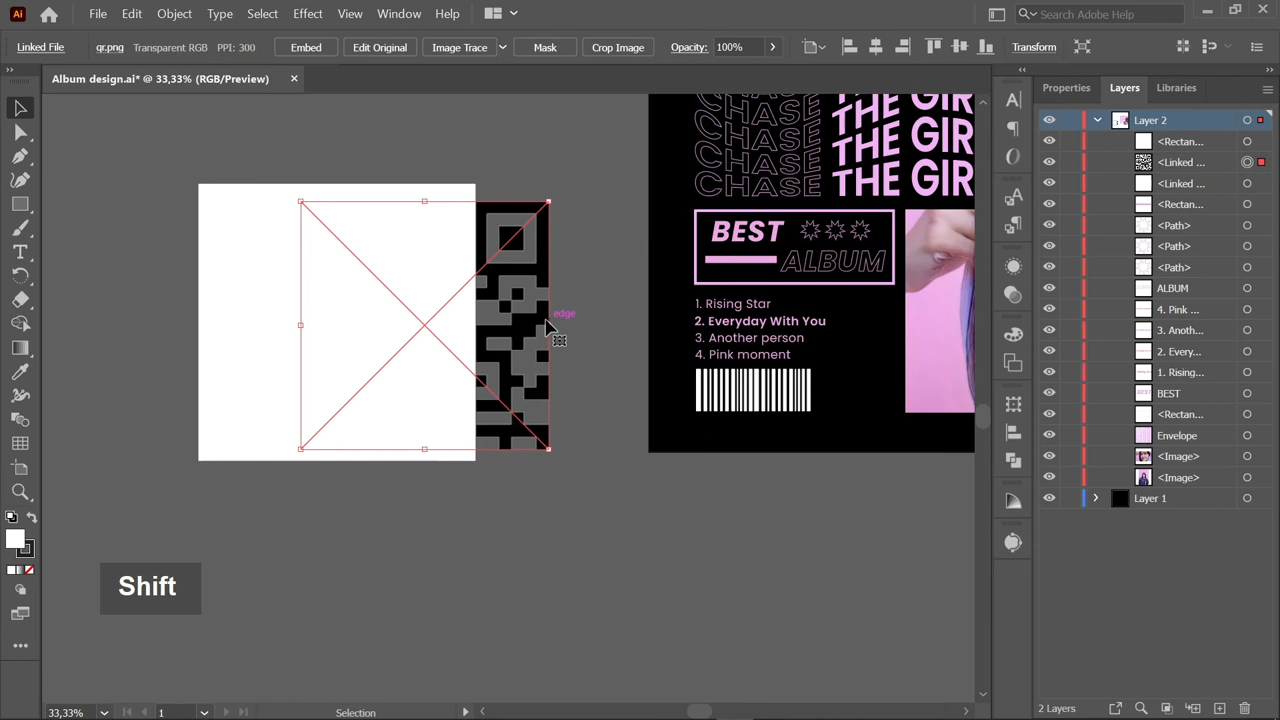 Ai File Edit Object Type Select Effect View Window Help Search Adobe Help
Linked File qr.png Transparent RGB PPI: 300 Embed Edit Original Image Trace Mask Crop Image Opacity: 100% Transform
Album design.ai* @ 33,33% (RGB/Preview)
Properties Layers Libraries
Layer 2
<Rectan...
<Linked ...
<Linked ...
<Rectan...
<Path>
<Path>
<Path>
ALBUM
4. Pink ...
3. Anoth...
2. Every...
1. Rising...
BEST
<Rectan...
Envelope
<Image>
<Image>
Layer 1
CHASE
CHASE
CHASE
CHASE
CHASE
THE GIR
THE GIR
THE GIR
THE GIR
BEST
ALBUM
1. Rising Star
2. Everyday With You
3. Another person
4. Pink moment
edge
Shift
33,33% 1 Selection
2 Layers